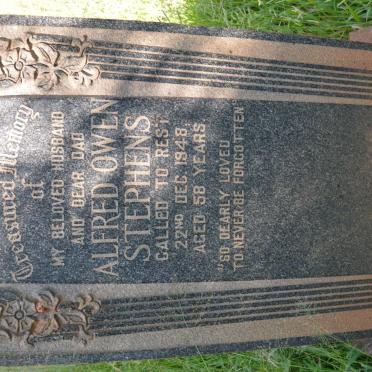 Treasured Memory
of
MY BELOVED HUSBAND
AND DEAR DAD
ALFRED OWEN
STEPHENS
CALLED TO REST
22ND DEC. 1948
AGED 58 YEARS
"SO DEARLY LOVED
TO NEVER BE FORGOTTEN"